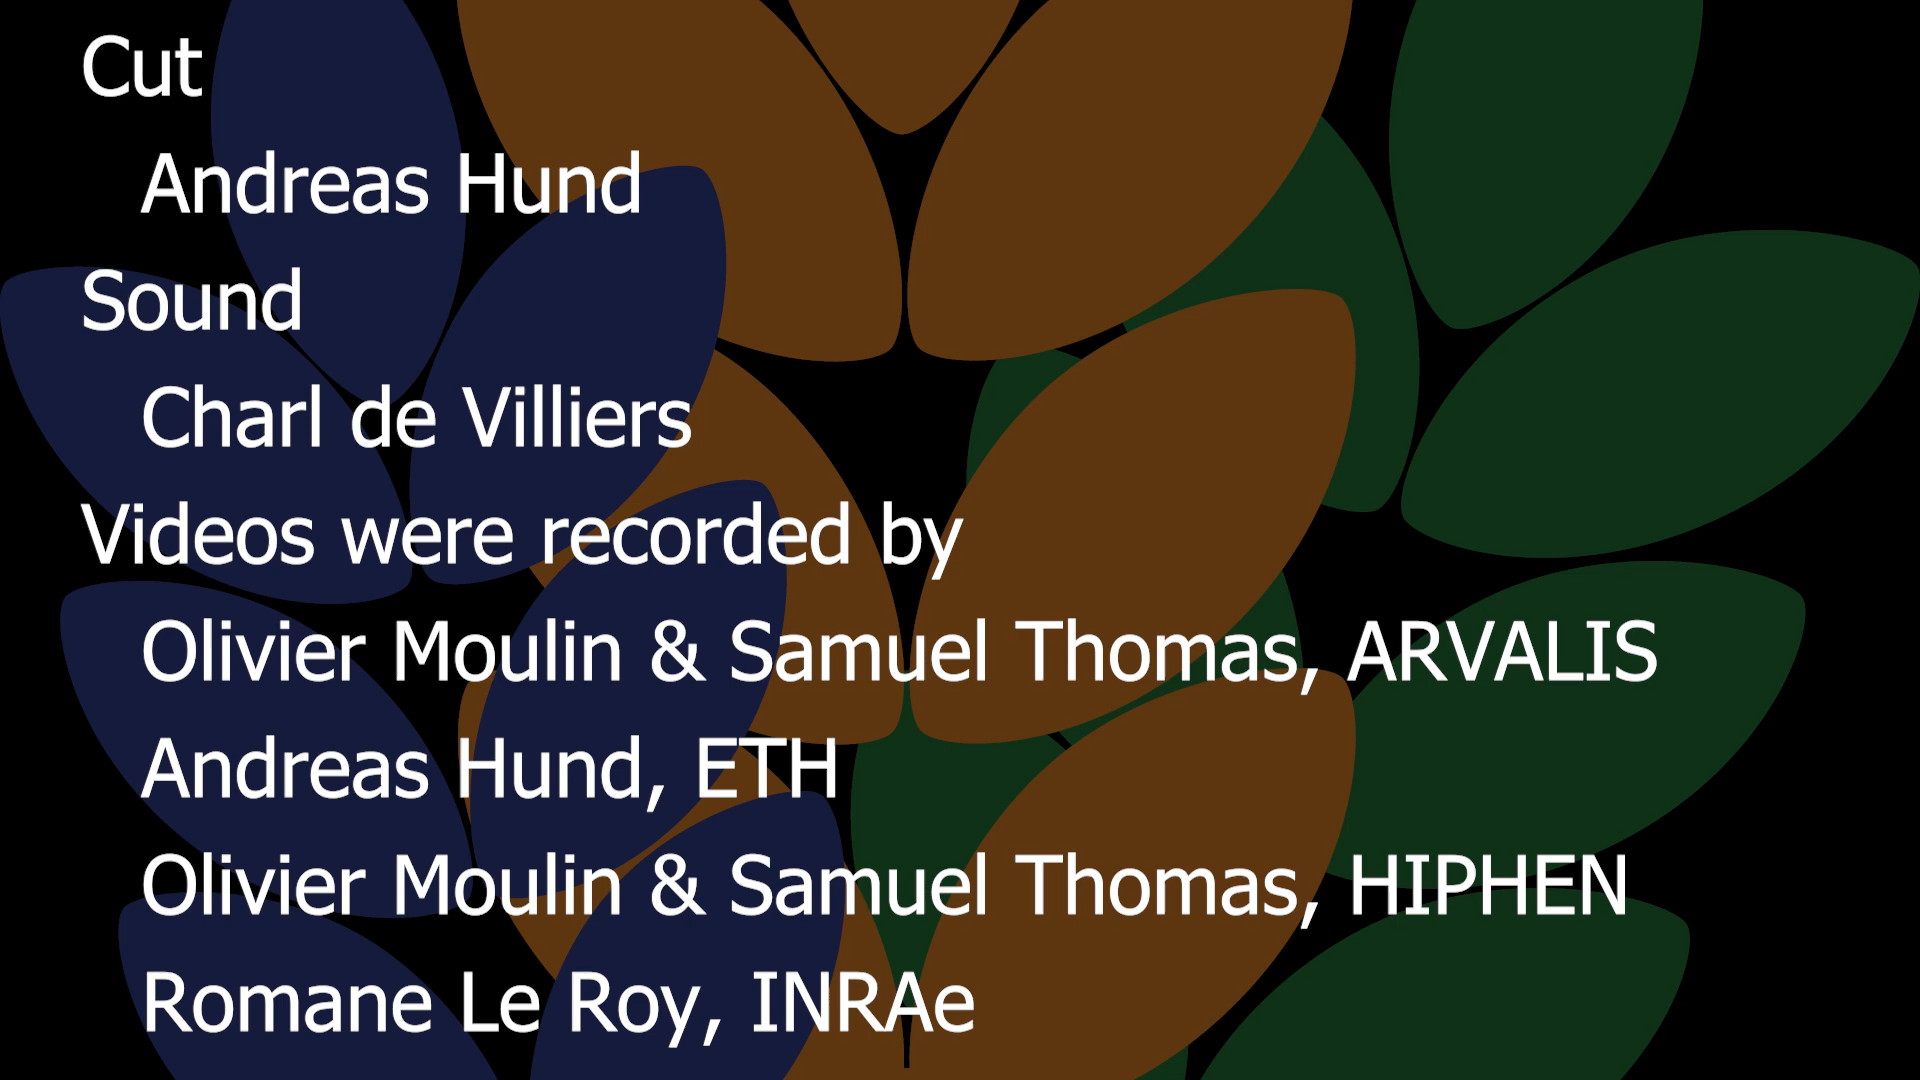 Cut
Andreas Hund
Sound
Charl de Villiers
Videos were recorded by
Olivier Moulin & Samuel Thomas, ARVALIS
Andreas Hund, ETH
Olivier Moulin & Samuel Thomas, HIPHEN
Romane Le Roy, INRAe